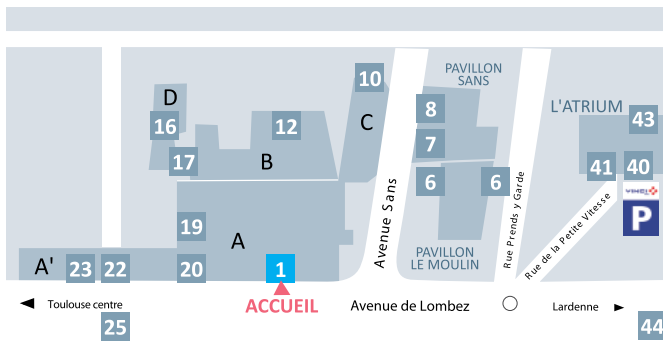 PAVILLON
SANS
10
D
L'ATRIUM
8
43
16
12
C
7
17
B
41
40
6
6
VINCI
P
Avenue Sans
Rue Prends y Garde
Rue de la Petite Vitesse
19
A
PAVILLON
LE MOULIN
A'
23
22
20
1
ACCUEIL
Toulouse centre
Avenue de Lombez
Lardenne
25
44